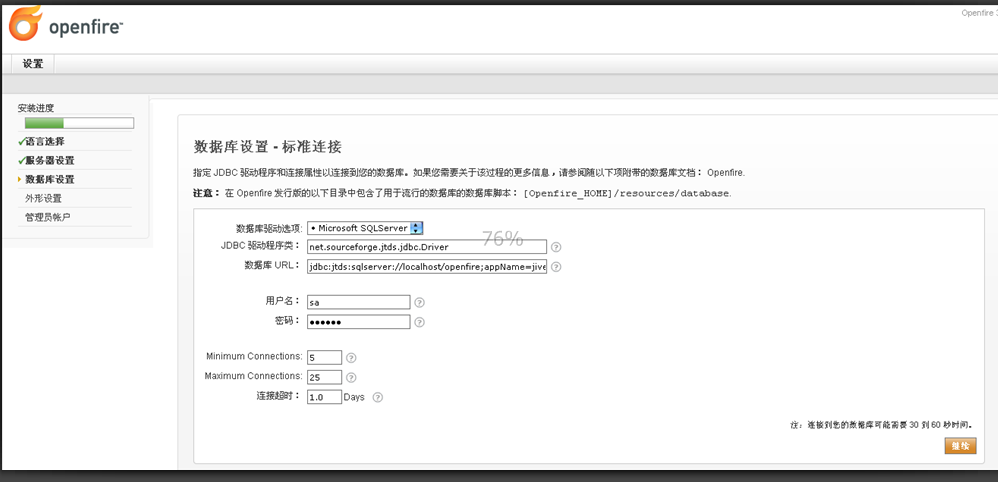 openfire™
Openfire 3
设置
安装进度
语言选择
服务器设置
数据库设置
外形设置
管理员帐户
数据库设置 - 标准连接
指定 JDBC 驱动程序和连接属性以连接到您的数据库。如果您需要关于该过程的更多信息，请参阅随以下项附带的数据库文档： Openfire.
注意： 在 Openfire 发行版的以下目录中包含了用于流行的数据库的数据库脚本： [Openfire_HOME]/resources/database.
数据库驱动选项: • Microsoft SQLServer
76%
JDBC 驱动程序类： net.sourceforge.jtds.jdbc.Driver ?
数据库 URL： jdbc:jtds:sqlserver://localhost/openfire;appName=jive ?
用户名： sa ?
密码： ●●●●●● ?
Minimum Connections: 5 ?
Maximum Connections: 25 ?
连接超时： 1.0 Days ?
注: 连接到您的数据库可能需要 30 到 60 秒时间。
继续